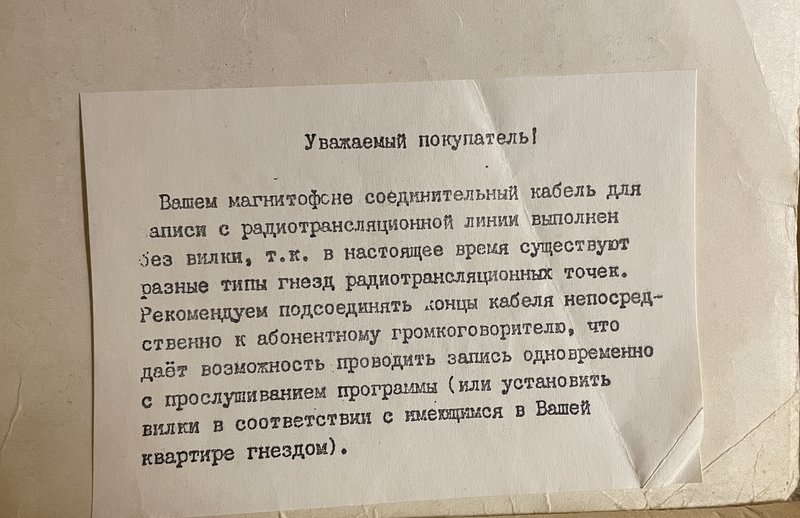 Уважаемый покупатель!
Вашем магнитофоне соединительный кабель для
аписи с радиотрансляционной линии выполнен
без вилки, т.к. в настоящее время существуют
разные типы гнезд радиотрансляционных точек.
Рекомендуем подсоединять концы кабеля непосред-
ственно к абонентному громкоговорителю, что
даёт возможность проводить запись одновременно
с прослушиванием программы (или установить
вилки в соответствии с имеющимся в Вашей
квартире гнездом).